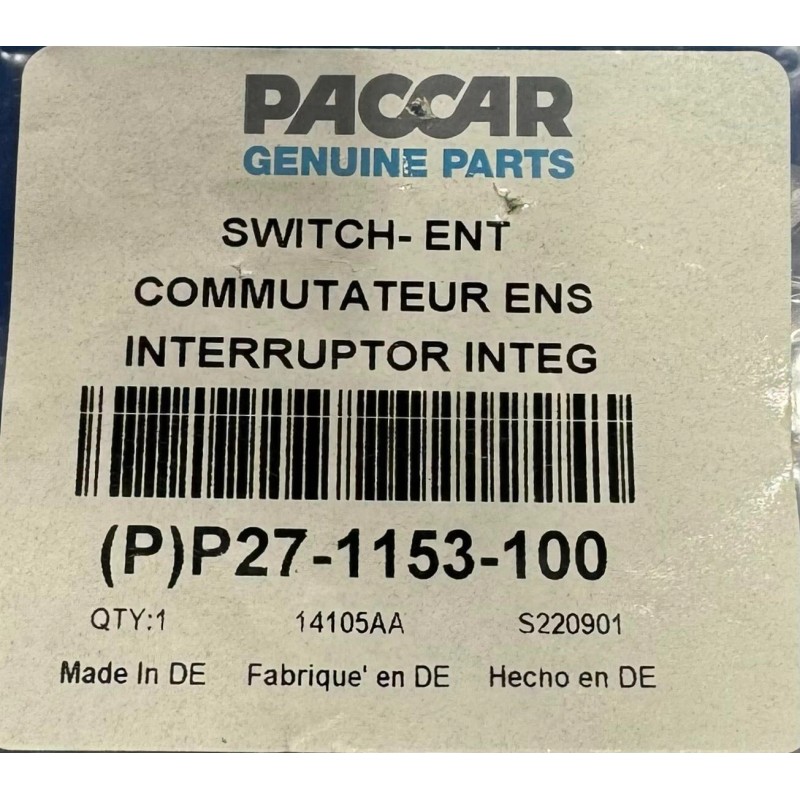 PACCAR
GENUINE PARTS
SWITCH- ENT
COMMUTATEUR ENS
INTERRUPTOR INTEG
(P)P27-1153-100
QTY:1 14105AA S220901
Made In DE Fabrique' en DE Hecho en DE